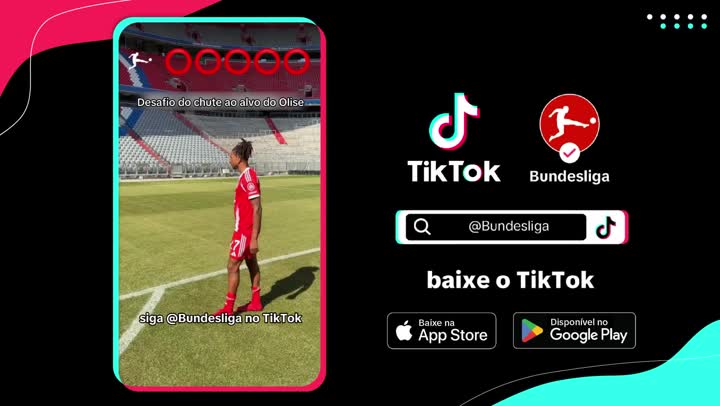 Desafio do chute ao alvo do Olise
siga @Bundesliga no TikTok
TikTok
Bundesliga
@Bundesliga
baixe o TikTok
Baixe na
App Store
Disponível no
Google Play